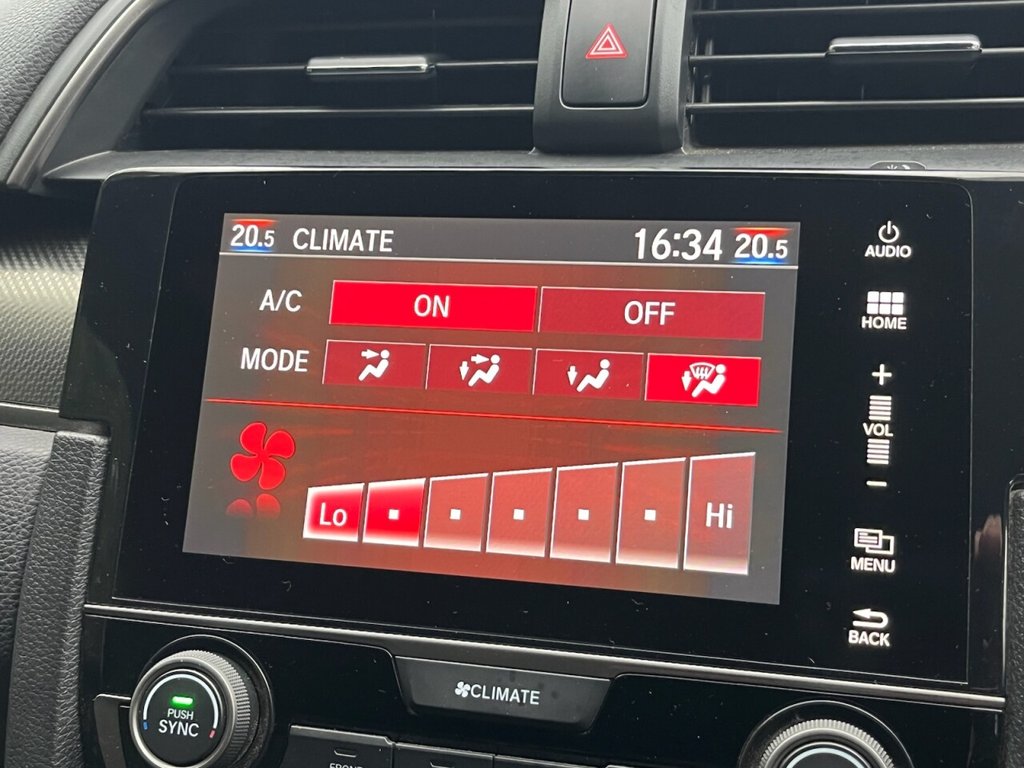 20.5 CLIMATE 16:34 20.5
A/C ON OFF
MODE
Lo Hi
AUDIO
HOME
+
VOL
-
MENU
BACK
PUSH
SYNC
CLIMATE